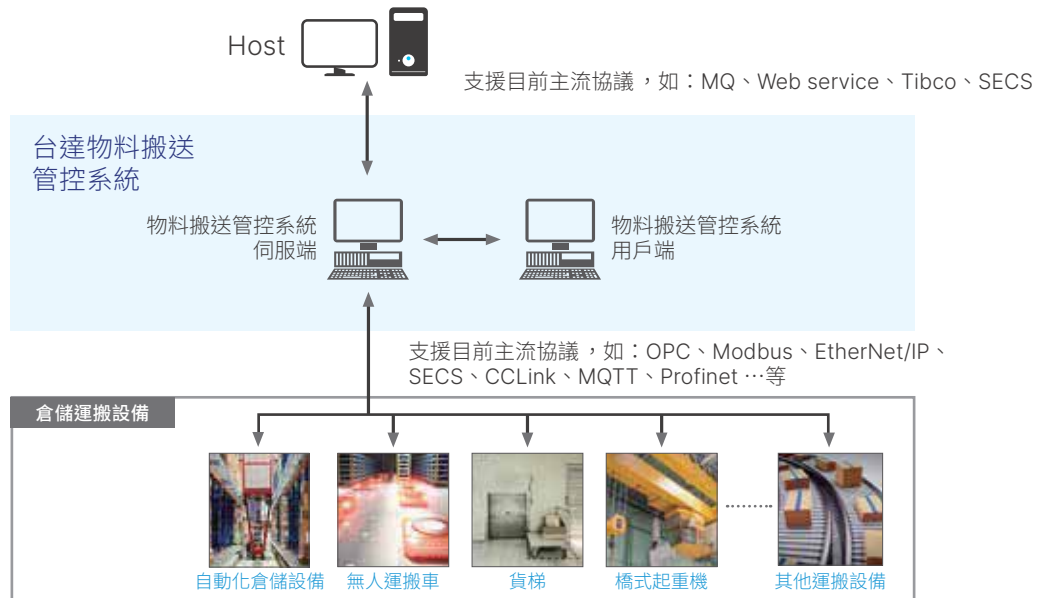 Host
支援目前主流協議，如：MQ、Web service、Tibco、SECS
台達物料搬送
管控系統
物料搬送管控系統
伺服端
物料搬送管控系統
用戶端
支援目前主流協議，如：OPC、Modbus、EtherNet/IP、
SECS、CCLink、MQTT、Profinet …等
倉儲運搬設備
自動化倉儲設備
無人運搬車
貨梯
橋式起重機
其他運搬設備